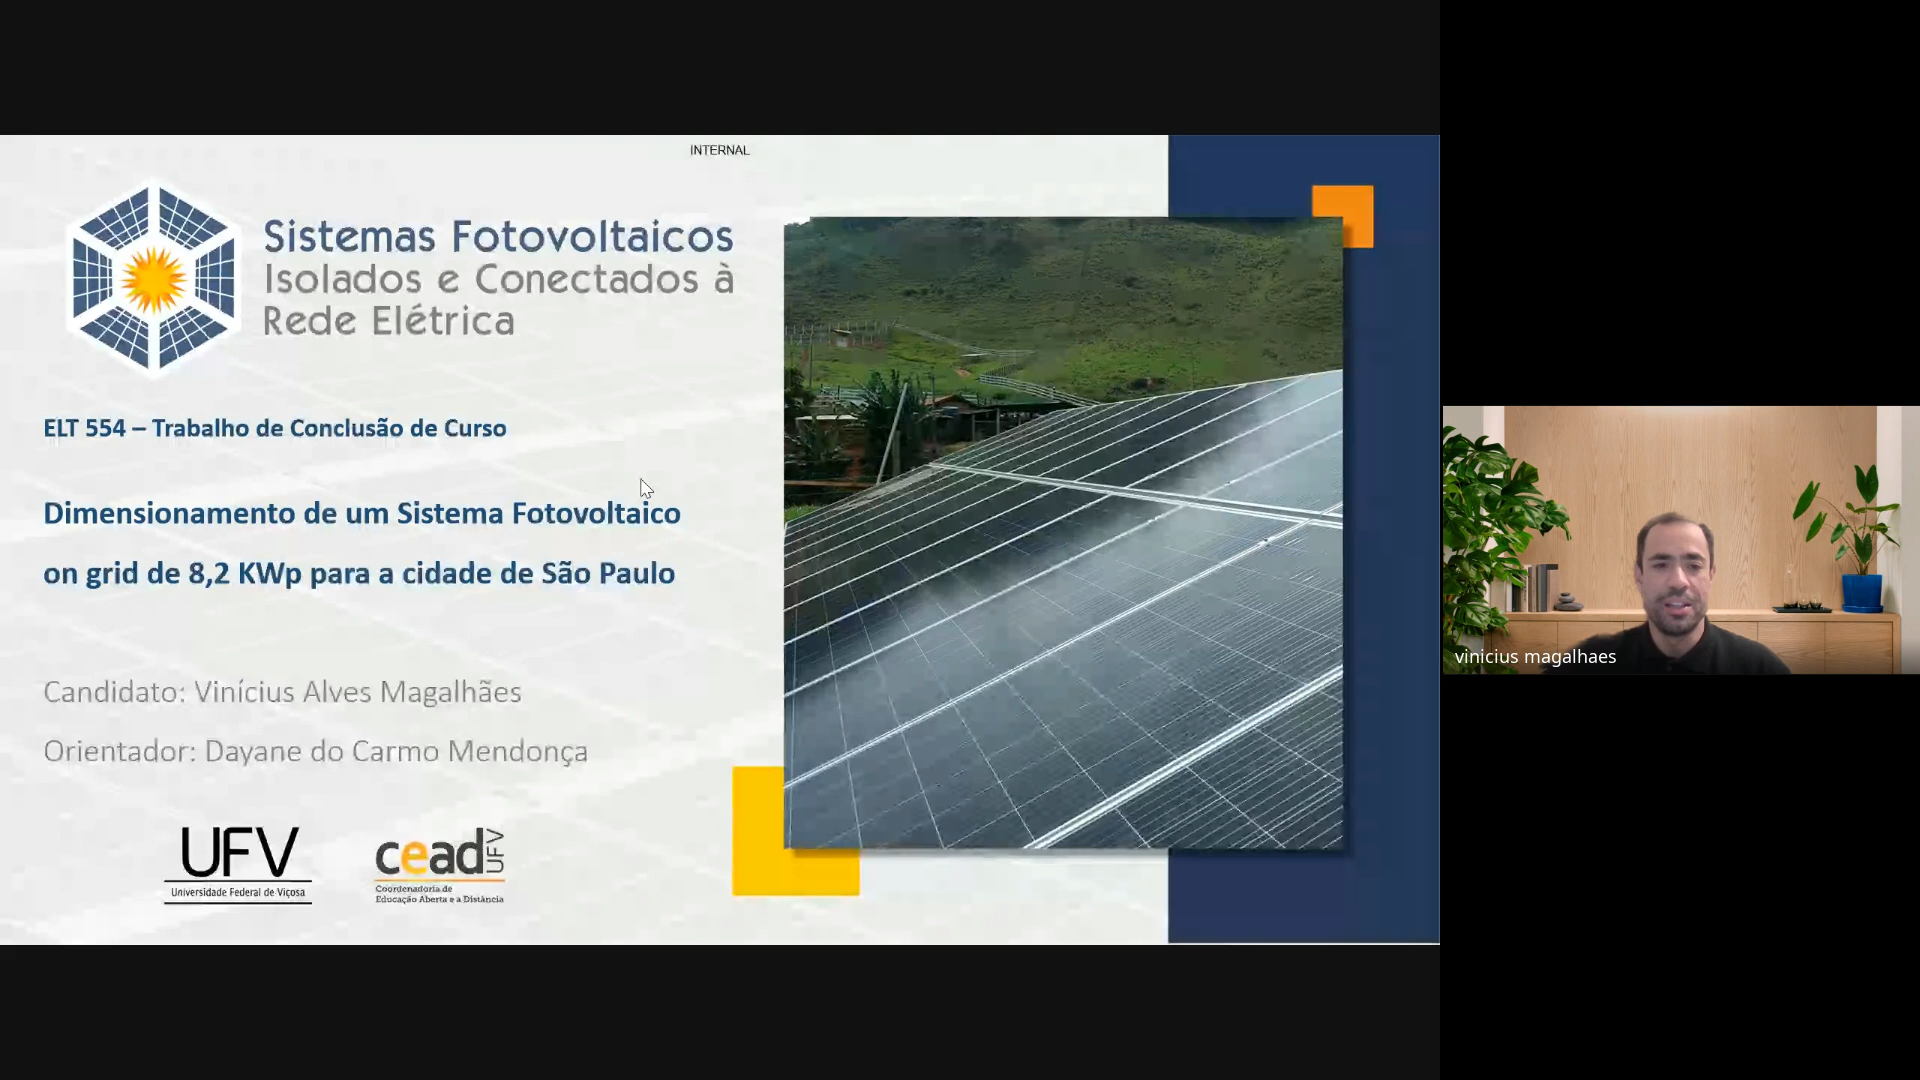 INTERNAL
Sistemas Fotovoltaicos
Isolados e Conectados à
Rede Elétrica
ELT 554 – Trabalho de Conclusão de Curso
Dimensionamento de um Sistema Fotovoltaico
on grid de 8,2 KWp para a cidade de São Paulo
Candidato: Vinícius Alves Magalhães
Orientador: Dayane do Carmo Mendonça
UFV
Universidade Federal de Viçosa
cead UFV
Coordenadoria de
Educação Aberta e a Distância
vinicius magalhaes